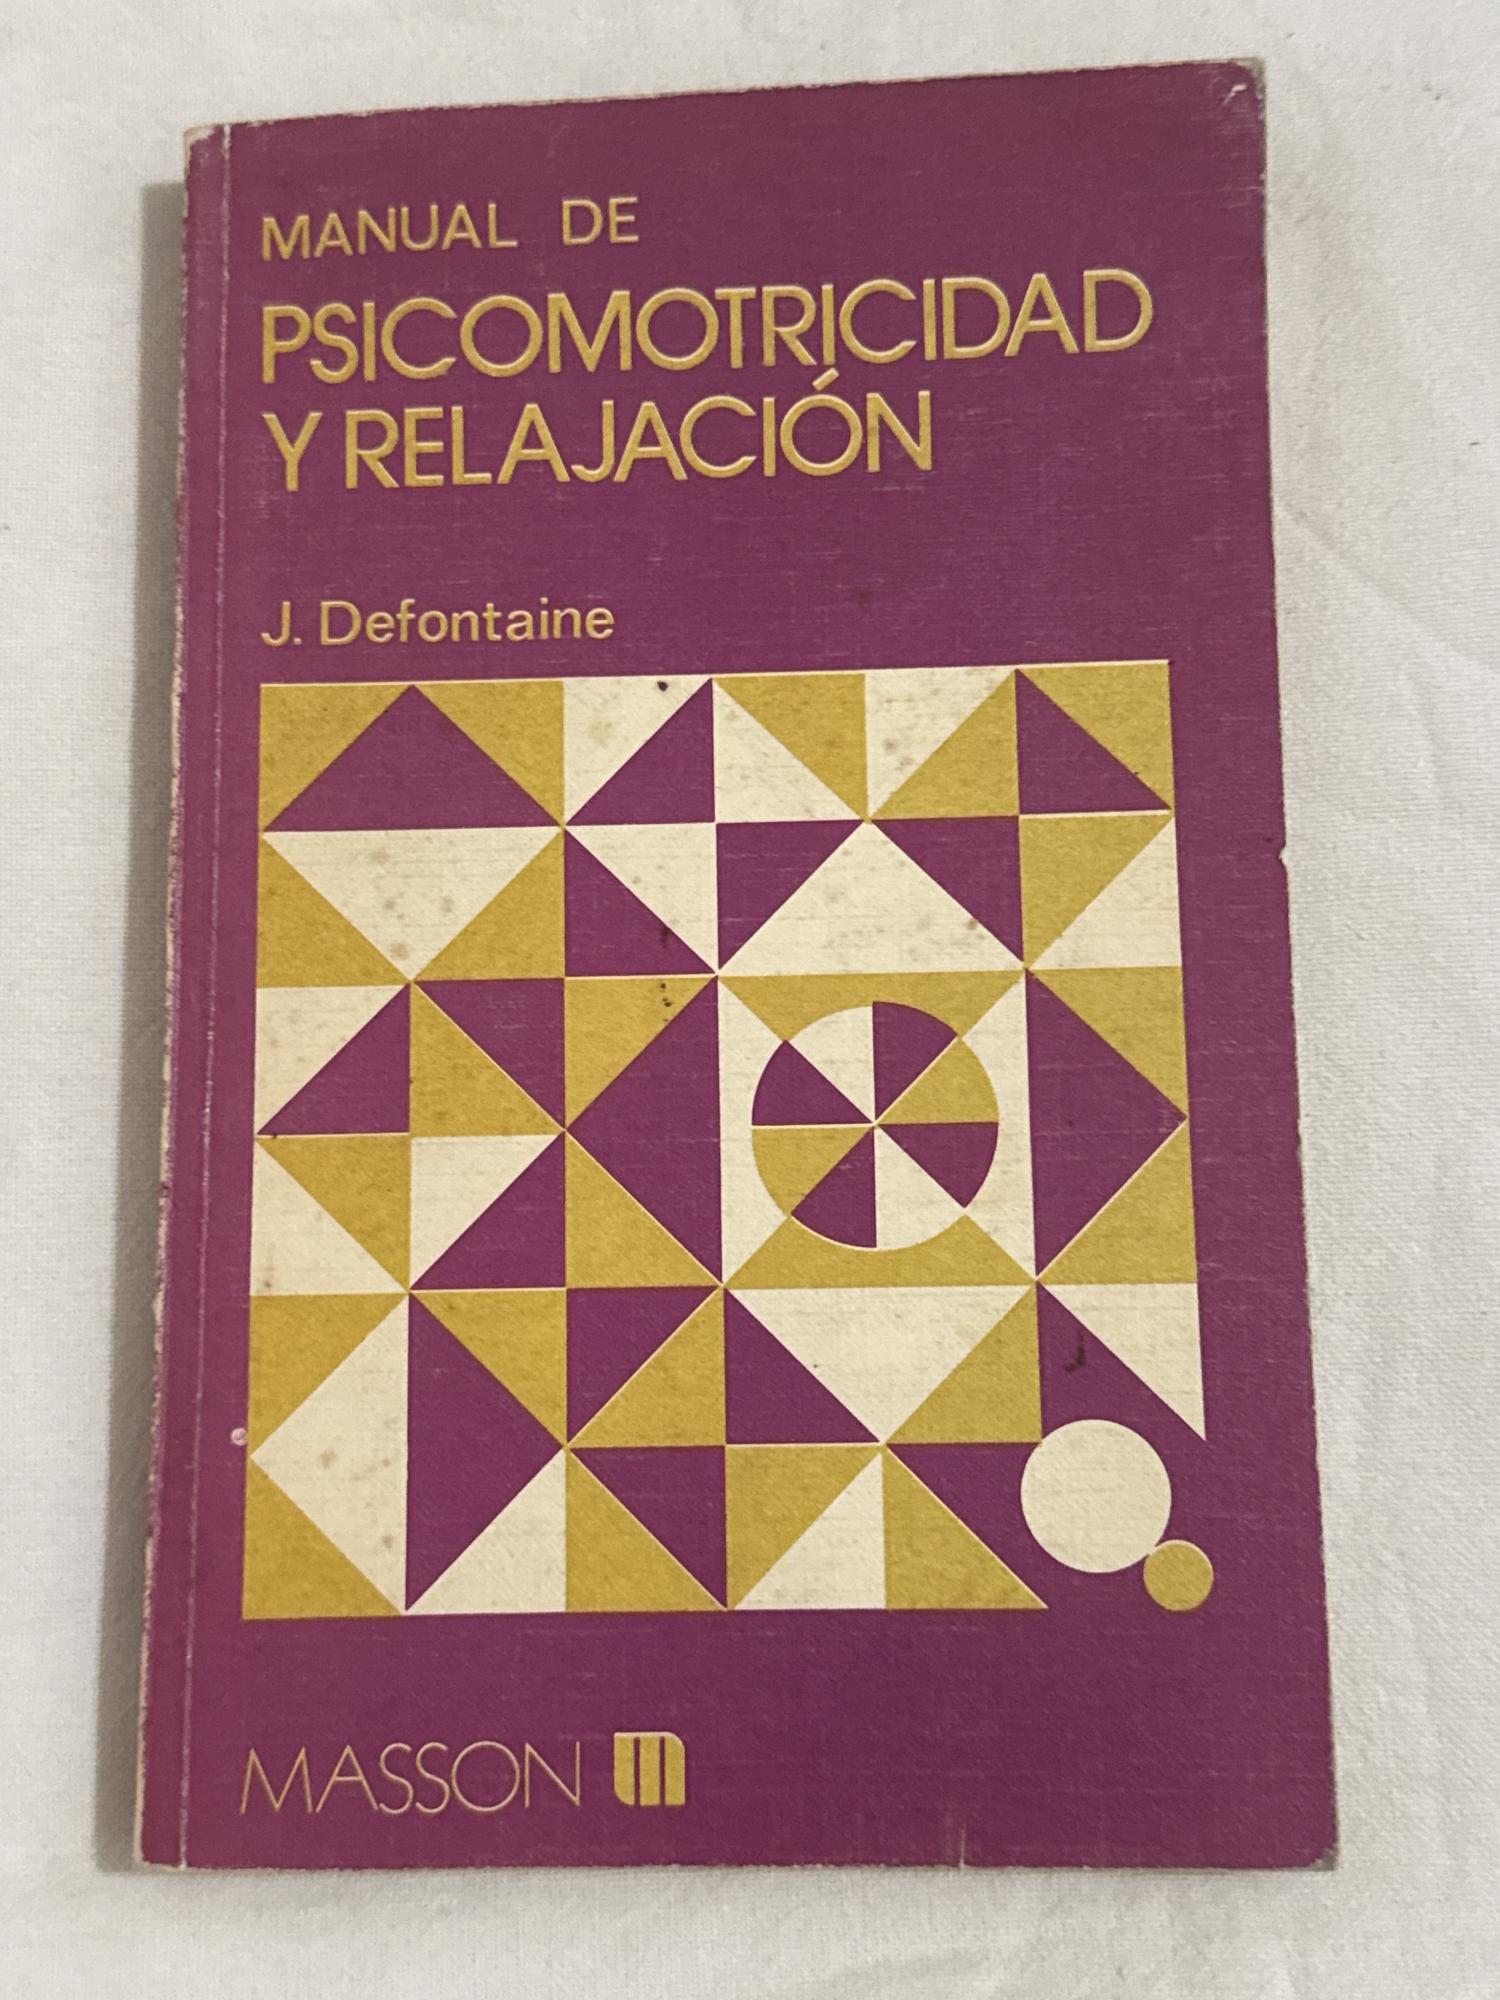 MANUAL DE
PSICOMOTRICIDAD
Y RELAJACIÓN
J. Defontaine
MASSON